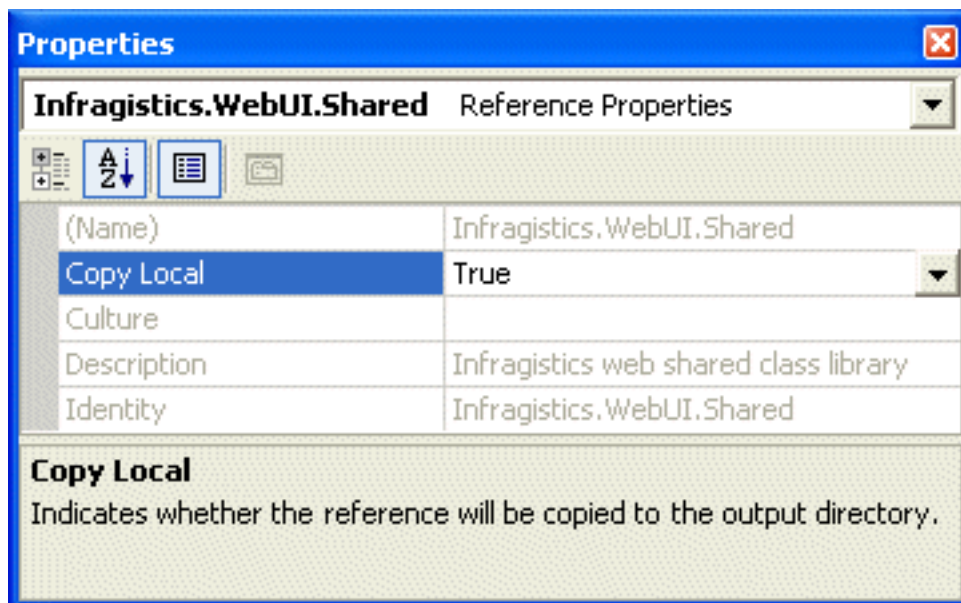 Properties
Infragistics.WebUI.Shared Reference Properties
A
Z
(Name) Infragistics.WebUI.Shared
Copy Local True
Culture
Description Infragistics web shared class library
Identity Infragistics.WebUI.Shared
Copy Local
Indicates whether the reference will be copied to the output directory.